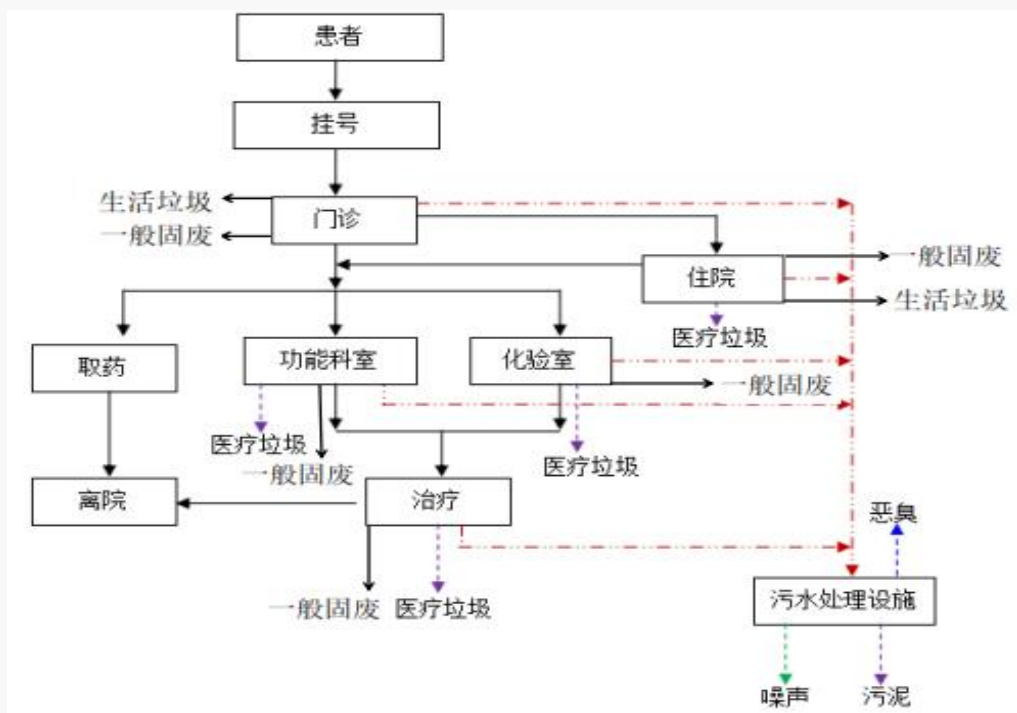 患者
挂号
生活垃圾
门诊
一般固废
住院
一般固废
生活垃圾
医疗垃圾
取药
功能科室
化验室
一般固废
医疗垃圾
一般固废
医疗垃圾
离院
治疗
恶臭
一般固废
医疗垃圾
污水处理设施
噪声
污泥